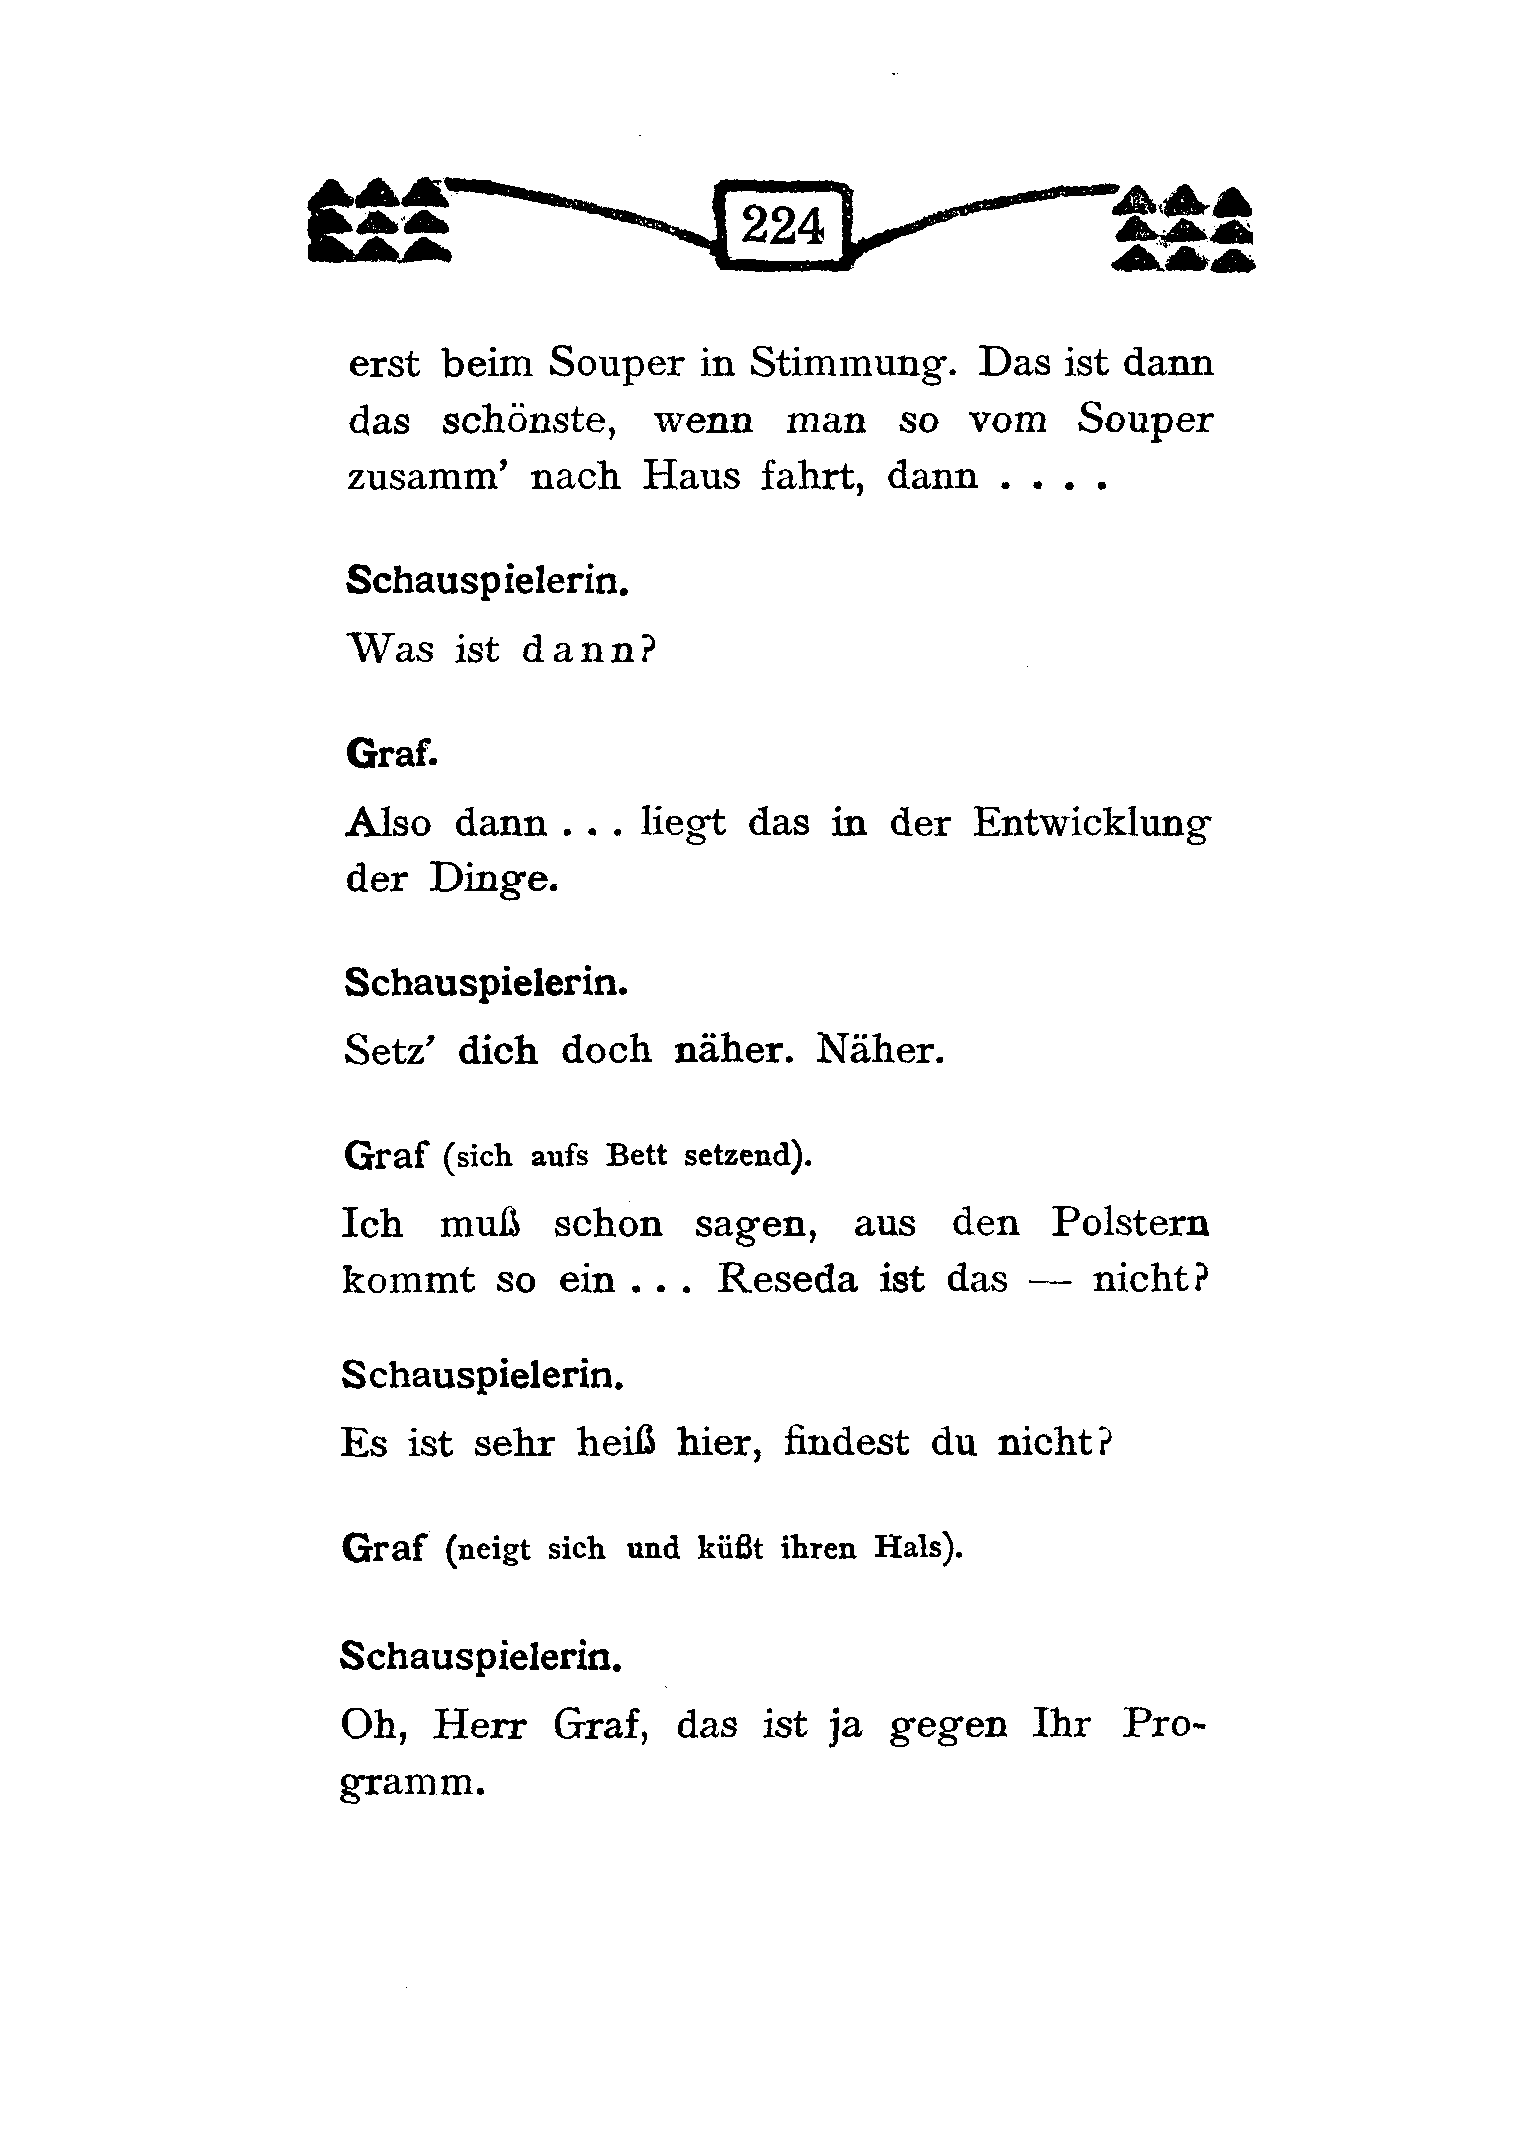 224
erst beim Souper in Stimmung. Das ist dann
das schönste, wenn man so vom Souper
zusamm’ nach Haus fahrt, dann . . . .
Schauspielerin.
Was ist dann?
Graf.
Also dann . . . liegt das in der Entwicklung
der Dinge.
Schauspielerin.
Setz’ dich doch näher. Näher.
Graf (sich aufs Bett setzend).
Ich muß schon sagen, aus den Polstern
kommt so ein . . . Reseda ist das — nicht?
Schauspielerin.
Es ist sehr heiß hier, findest du nicht?
Graf (neigt sich und küßt ihren Hals).
Schauspielerin.
Oh, Herr Graf, das ist ja gegen Ihr Pro-
gramm.